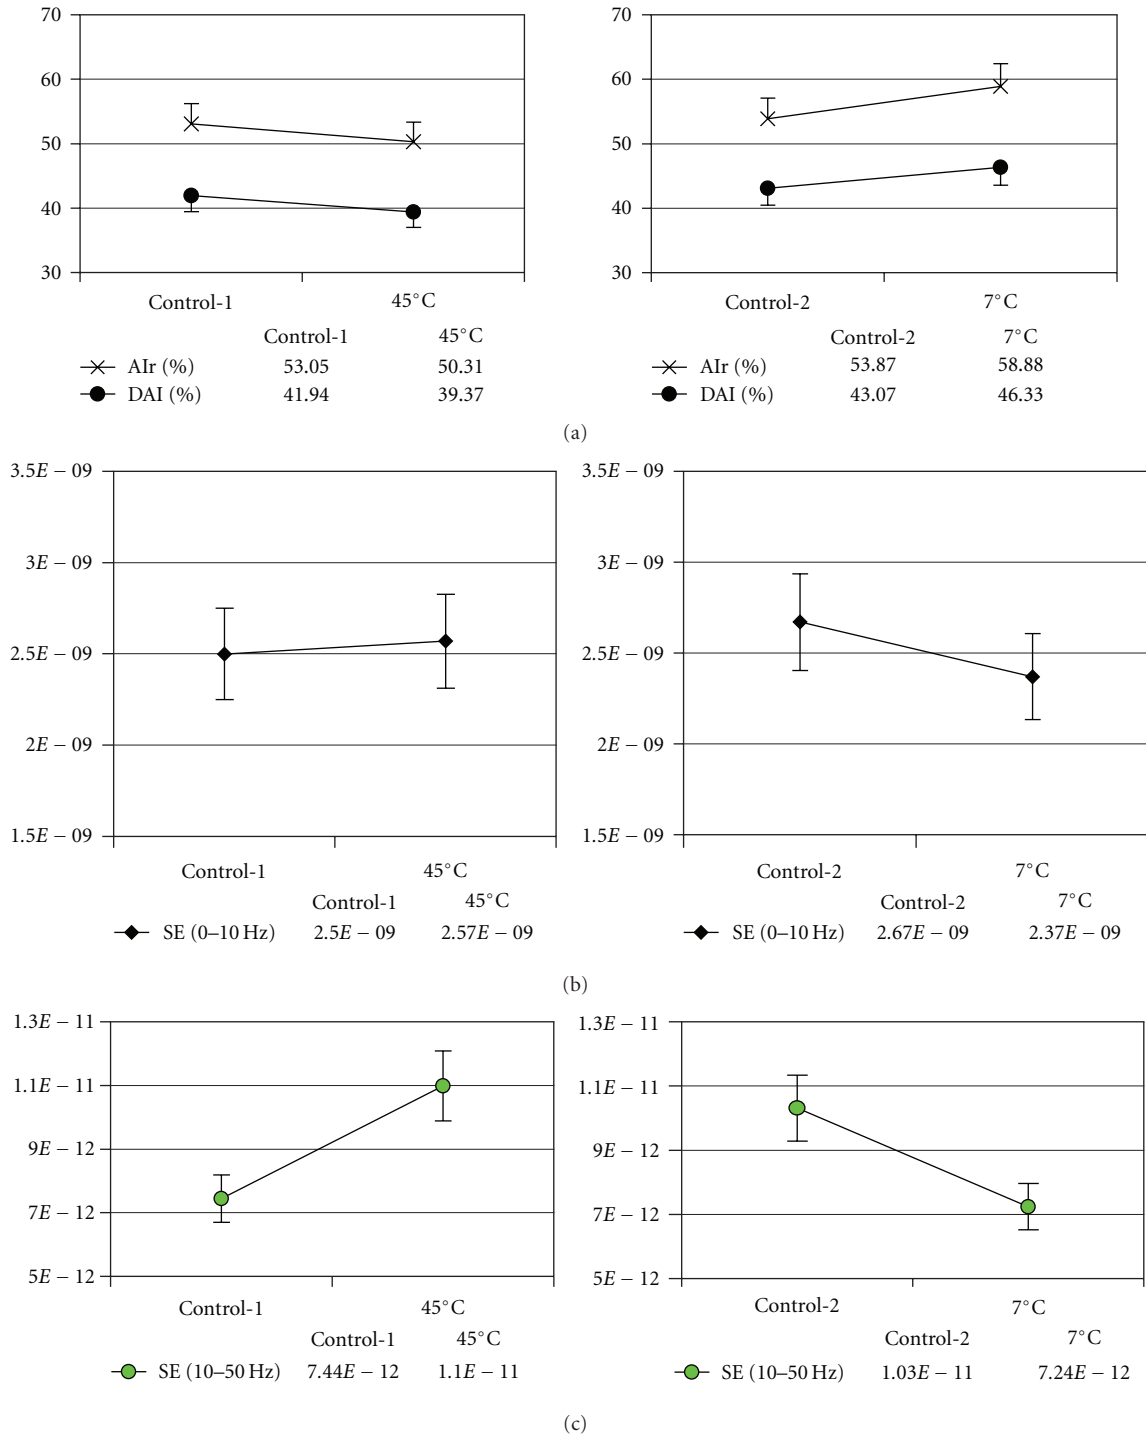 70
60
50
40
30
Control-1 45°C
Control-1 45°C
AIr (%) 53.05 50.31
DAI (%) 41.94 39.37
70
60
50
40
30
Control-2 7°C
Control-2 7°C
AIr (%) 53.87 58.88
DAI (%) 43.07 46.33
(a)
3.5E − 09
3E − 09
2.5E − 09
2E − 09
1.5E − 09
Control-1 45°C
Control-1 45°C
SE (0–10 Hz) 2.5E − 09 2.57E − 09
3.5E − 09
3E − 09
2.5E − 09
2E − 09
1.5E − 09
Control-2 7°C
Control-2 7°C
SE (0–10 Hz) 2.67E − 09 2.37E − 09
(b)
1.3E − 11
1.1E − 11
9E − 12
7E − 12
5E − 12
Control-1 45°C
Control-1 45°C
SE (10–50 Hz) 7.44E − 12 1.1E − 11
1.3E − 11
1.1E − 11
9E − 12
7E − 12
5E − 12
Control-2 7°C
Control-2 7°C
SE (10–50 Hz) 1.03E − 11 7.24E − 12
(c)